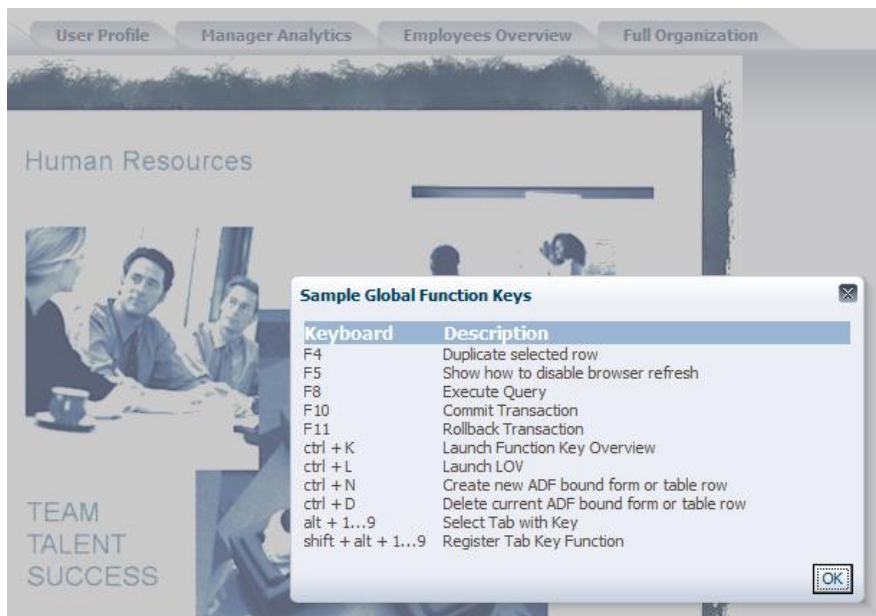 User Profile Manager Analytics Employees Overview Full Organization
Human Resources
Sample Global Function Keys
Keyboard Description
F4 Duplicate selected row
F5 Show how to disable browser refresh
F8 Execute Query
F10 Commit Transaction
F11 Rollback Transaction
ctrl + K Launch Function Key Overview
ctrl + L Launch LOV
ctrl + N Create new ADF bound form or table row
ctrl + D Delete current ADF bound form or table row
alt + 1...9 Select Tab with Key
shift + alt + 1...9 Register Tab Key Function
OK
TEAM
TALENT
SUCCESS